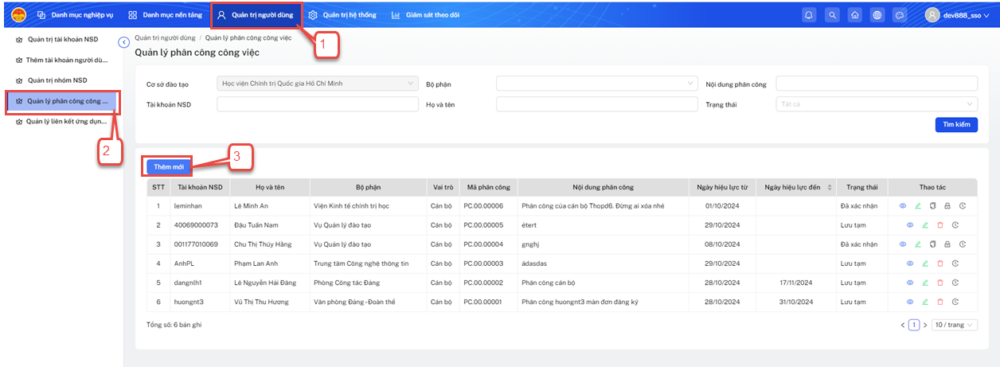 Danh mục nghiệp vụ Danh mục nền tảng Quản trị người dùng Quản trị hệ thống Giám sát theo dõi dev888_sso
1
Quản trị tài khoản NSD
Thêm tài khoản người dù...
Quản trị nhóm NSD
Quản lý phân công công ...
Quản lý liên kết ứng dụn...
2
Quản trị người dùng / Quản lý phân công công việc
Quản lý phân công công việc
Cơ sở đào tạo Học viện Chính trị Quốc gia Hồ Chí Minh Bộ phận Nội dung phân công
Tài khoản NSD Họ và tên Trạng thái Tất cả
Tìm kiếm
Thêm mới 3
STT Tài khoản NSD Họ và tên Bộ phận Vai trò Mã phân công Nội dung phân công Ngày hiệu lực từ Ngày hiệu lực đến Trạng thái Thao tác
1 leminhan Lê Minh An Viện Kinh tế chính trị học Cán bộ PC.00.00006 Phân công của cán bộ Thopd6. Đừng ai xóa nhé 01/10/2024 Đã xác nhận
2 40069000073 Đậu Tuấn Nam Vụ Quản lý đào tạo Cán bộ PC.00.00005 étert 29/10/2024 Lưu tạm
3 001177010069 Chu Thị Thúy Hằng Vụ Quản lý đào tạo Cán bộ PC.00.00004 gnghj 08/10/2024 Đã xác nhận
4 AnhPL Phạm Lan Anh Trung tâm Công nghệ thông tin Cán bộ PC.00.00003 ádasdas 29/10/2024 Lưu tạm
5 dangnlh1 Lê Nguyễn Hải Đăng Phòng Công tác Đảng Cán bộ PC.00.00002 Phân công cán bộ 28/10/2024 17/11/2024 Lưu tạm
6 huongnt3 Vũ Thị Thu Hương Văn phòng Đảng - Đoàn thể Cán bộ PC.00.00001 Phân công huongnt3 màn đơn đăng ký 28/10/2024 31/10/2024 Lưu tạm
Tổng số: 6 bản ghi < 1 > 10 / trang